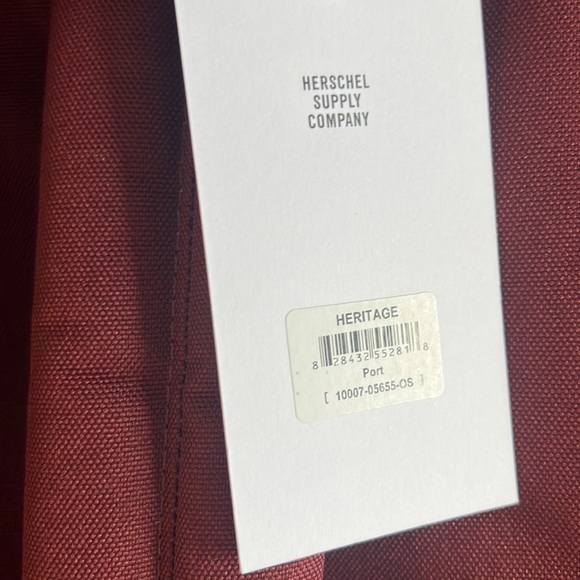 HERSCHEL
SUPPLY
COMPANY
HERITAGE
8 28432 55281 8
Port
[ 10007-05655-OS ]